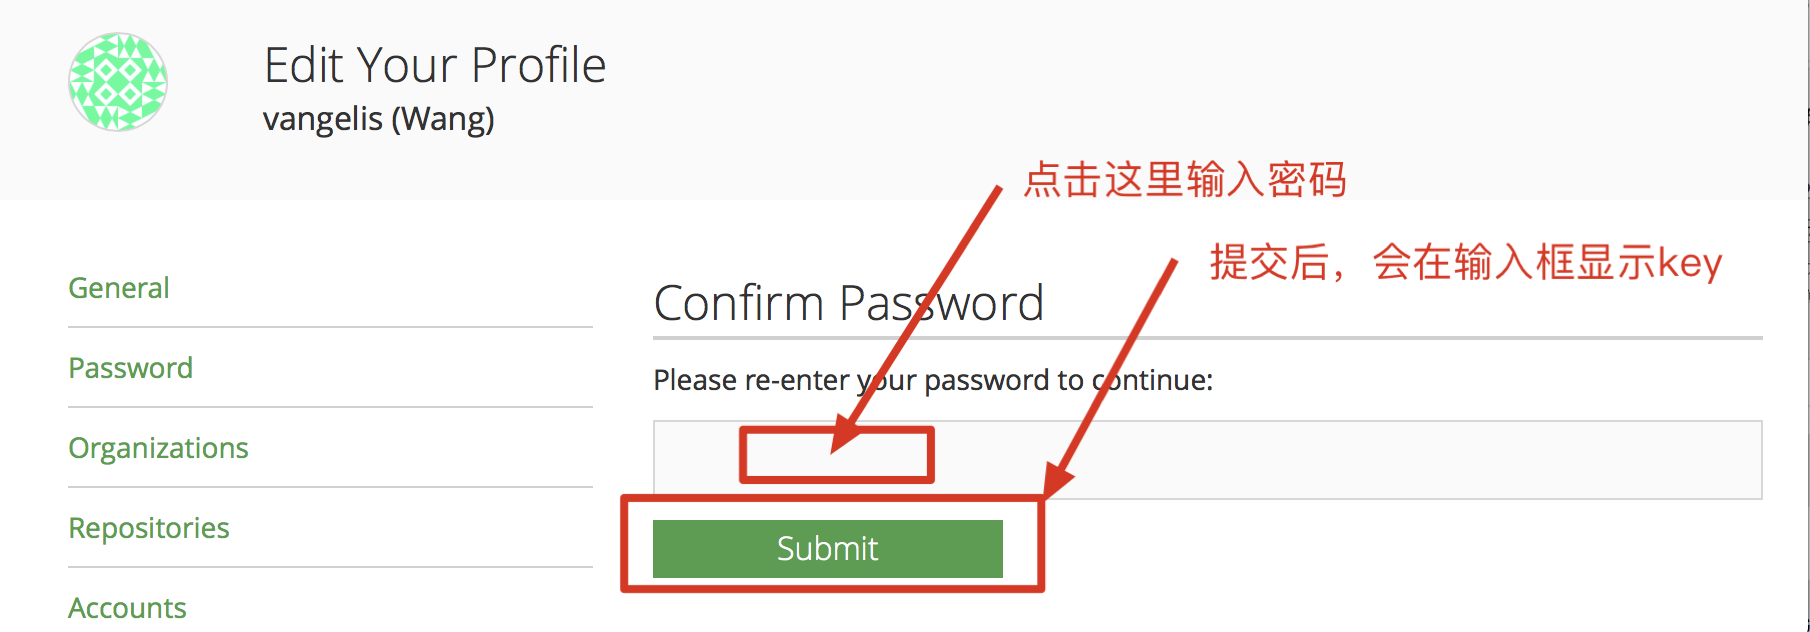 Edit Your Profile
vangelis (Wang)
点击这里输入密码
提交后，会在输入框显示key
General
Password
Organizations
Repositories
Accounts
Confirm Password
Please re-enter your password to continue:
Submit